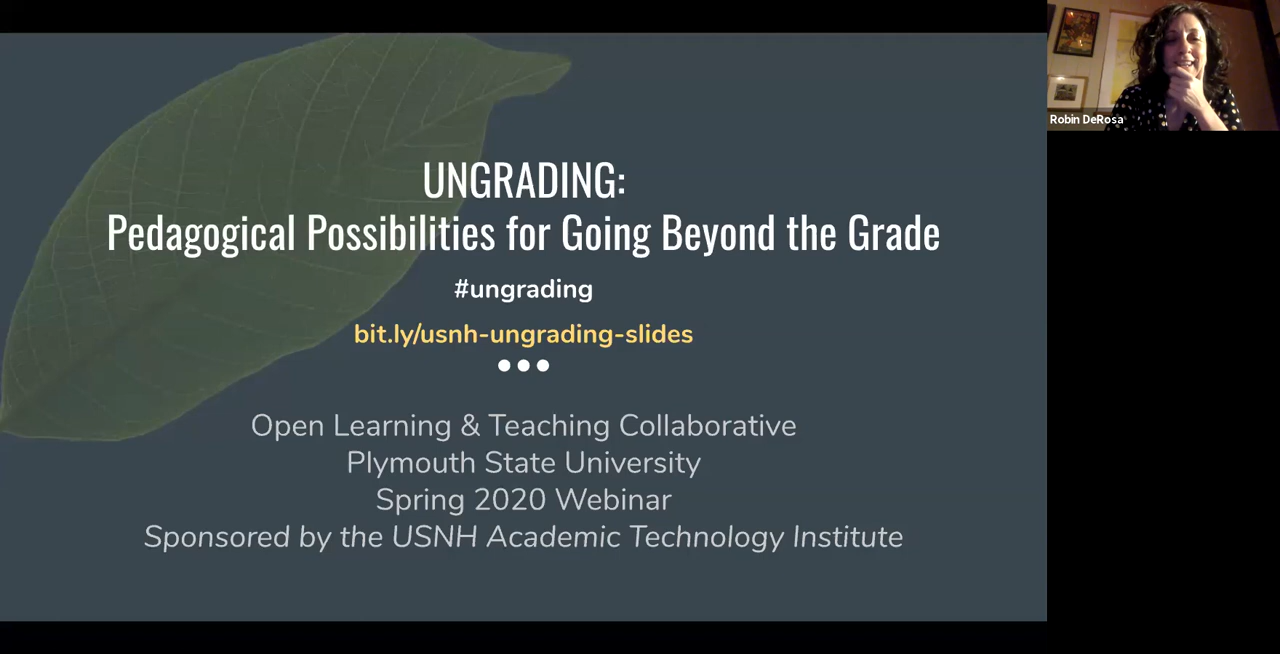 UNGRADING:
Pedagogical Possibilities for Going Beyond the Grade
#ungrading
bit.ly/usnh-ungrading-slides
Open Learning & Teaching Collaborative
Plymouth State University
Spring 2020 Webinar
Sponsored by the USNH Academic Technology Institute
Robin DeRosa